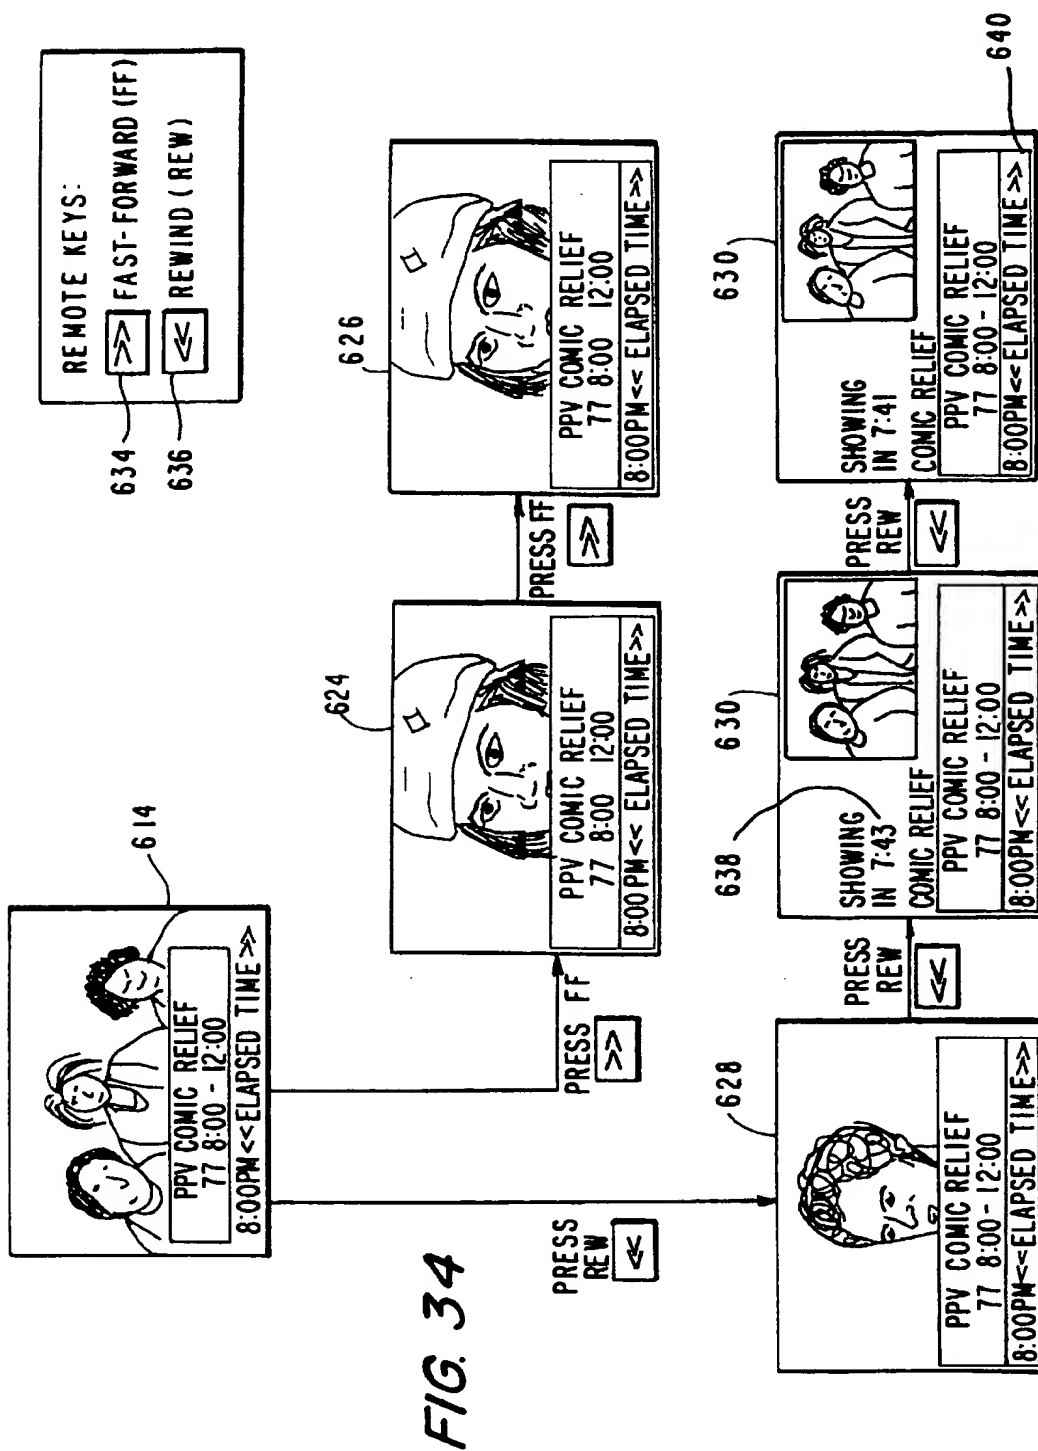 REMOTE KEYS:
>> FAST-FORWARD (FF)
<< REWIND (REW)
634
636
614
PPV COMIC RELIEF
77 8:00 - 12:00
8:00PM<<ELAPSED TIME>>
PRESS FF
>>
624
PPV COMIC RELIEF
77 8:00 12:00
8:00PM<< ELAPSED TIME>>
PRESS FF
>>
626
PPV COMIC RELIEF
77 8:00 12:00
8:00PM<< ELAPSED TIME>>
PRESS
REW
<<
628
PPV COMIC RELIEF
77 8:00-12:00
8:00PM<<ELAPSED TIME>>
PRESS
REW
<<
638
630
SHOWING
IN 7:43
COMIC RELIEF
PPV COMIC RELIEF
77 8:00 - 12:00
8:00PM<<ELAPSED TIME>>
PRESS
REW
<<
630
SHOWING
IN 7:41
COMIC RELIEF
PPV COMIC RELIEF
77 8:00 - 12:00
8:00PM<<ELAPSED TIME>>
640
FIG. 34